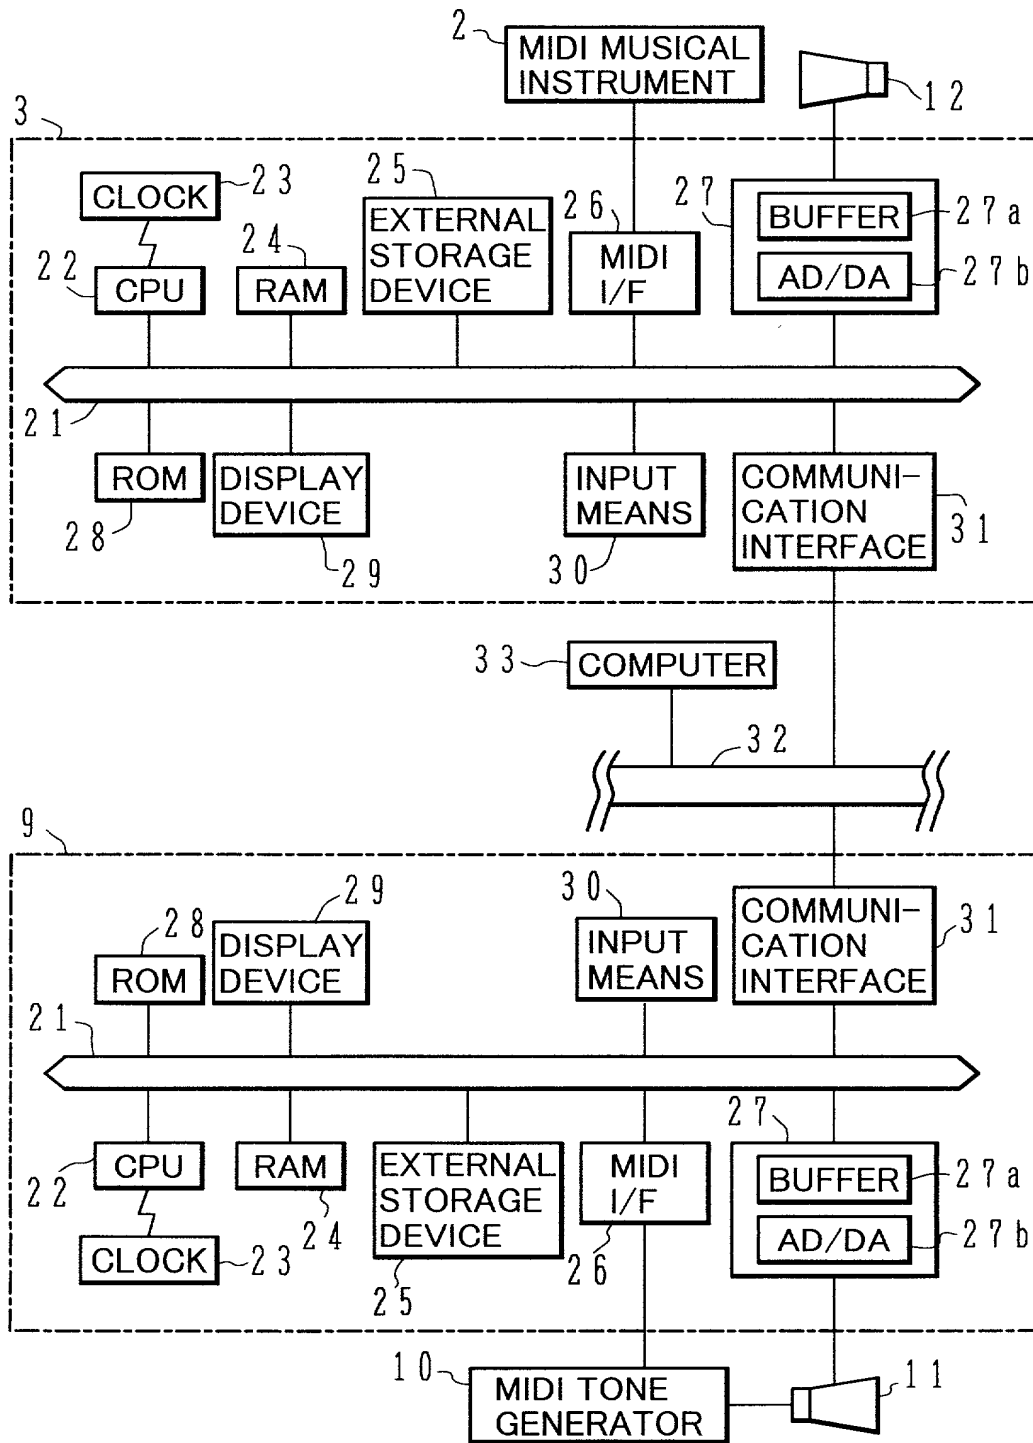 2
MIDI MUSICAL
INSTRUMENT
12
3
CLOCK
23
25
EXTERNAL
STORAGE
DEVICE
26
MIDI
I/F
27
BUFFER
27a
AD/DA
27b
22
CPU
24
RAM
21
ROM
28
DISPLAY
DEVICE
29
INPUT
MEANS
30
COMMUNI-
CATION
INTERFACE
31
33
COMPUTER
32
9
28
ROM
29
DISPLAY
DEVICE
30
INPUT
MEANS
COMMUNI-
CATION
INTERFACE
31
21
22
CPU
CLOCK
23
RAM
24
EXTERNAL
STORAGE
DEVICE
25
MIDI
I/F
26
27
BUFFER
27a
AD/DA
27b
10
MIDI TONE
GENERATOR
11